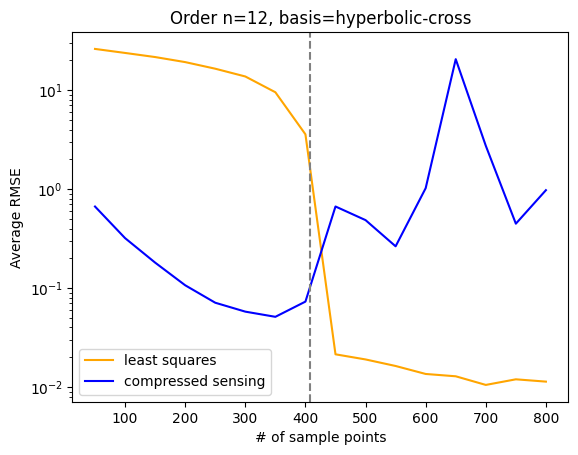 Order n=12, basis=hyperbolic-cross
Average RMSE
10¹
10⁰
10⁻¹
10⁻²
least squares
compressed sensing
100 200 300 400 500 600 700 800
# of sample points